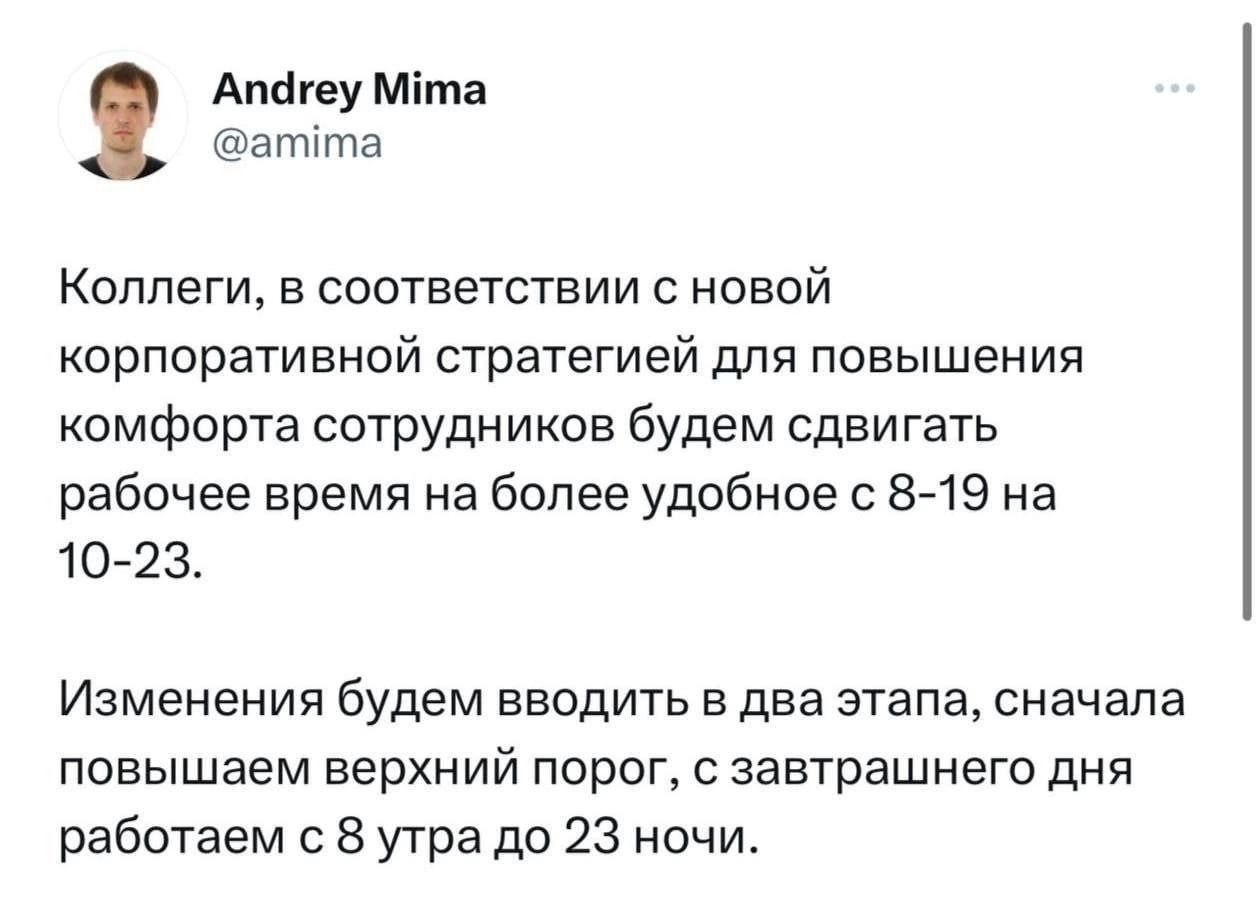 Andrey Mima
@amima
Коллеги, в соответствии с новой
корпоративной стратегией для повышения
комфорта сотрудников будем сдвигать
рабочее время на более удобное с 8-19 на
10-23.
Изменения будем вводить в два этапа, сначала
повышаем верхний порог, с завтрашнего дня
работаем с 8 утра до 23 ночи.